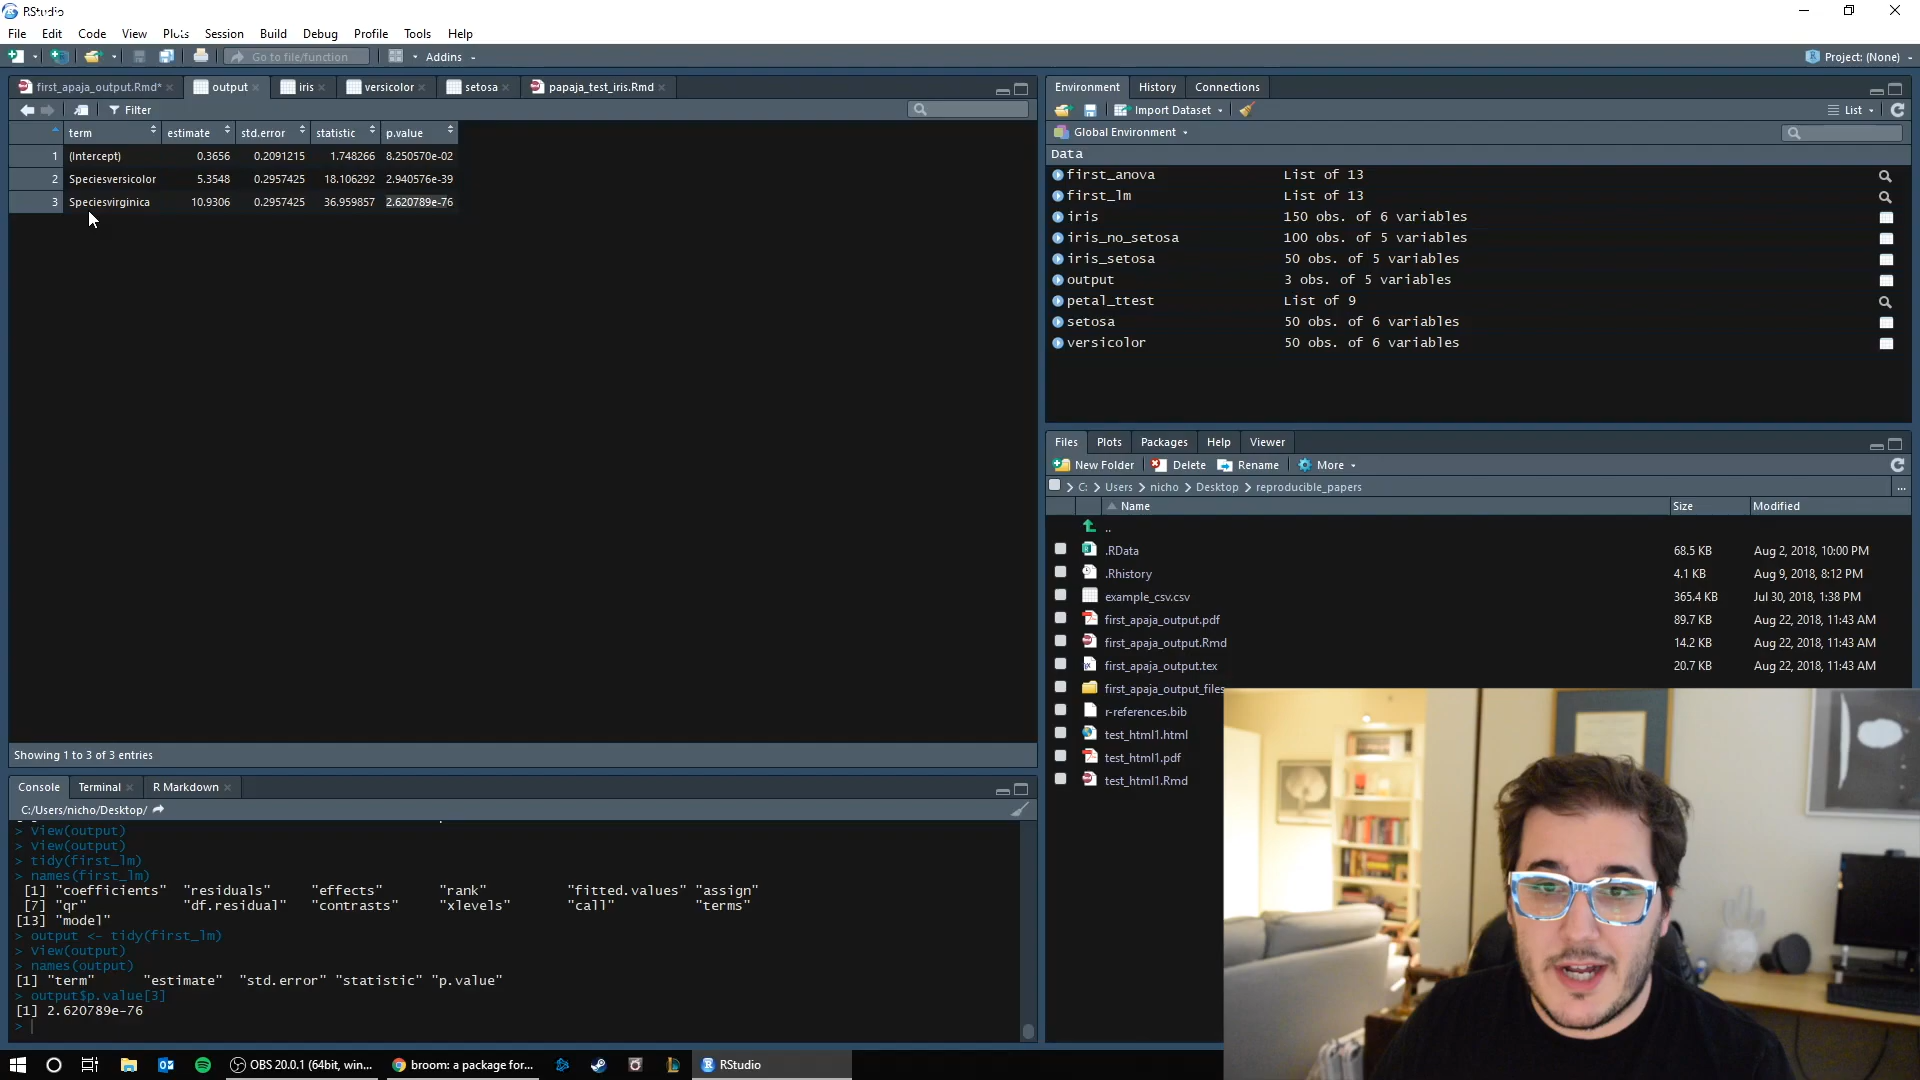 RStudio
File Edit Code View Plots Session Build Debug Profile Tools Help
Go to file/function Addins Project: (None)
first_apaja_output.Rmd* output iris versicolor setosa papaja_test_iris.Rmd
Filter
term estimate std.error statistic p.value
1 (Intercept) 0.3656 0.2091215 1.748266 8.250570e-02
2 Speciesversicolor 5.3548 0.2957425 18.106292 2.940576e-39
3 Speciesvirginica 10.9306 0.2957425 36.959857 2.620789e-76
Showing 1 to 3 of 3 entries
Console Terminal R Markdown
C:/Users/nicho/Desktop/
> View(output)
> View(output)
> tidy(first_lm)
> names(first_lm)
[1] "coefficients" "residuals" "effects" "rank" "fitted.values" "assign"
[7] "qr" "df.residual" "contrasts" "xlevels" "call" "terms"
[13] "model"
> output <- tidy(first_lm)
> View(output)
> names(output)
[1] "term" "estimate" "std.error" "statistic" "p.value"
> output$p.value[3]
[1] 2.620789e-76
>
Environment History Connections
Import Dataset List
Global Environment
Data
first_anova List of 13
first_lm List of 13
iris 150 obs. of 6 variables
iris_no_setosa 100 obs. of 5 variables
iris_setosa 50 obs. of 5 variables
output 3 obs. of 5 variables
petal_ttest List of 9
setosa 50 obs. of 6 variables
versicolor 50 obs. of 6 variables
Files Plots Packages Help Viewer
New Folder Delete Rename More
C: > Users > nicho > Desktop > reproducible_papers ...
Name Size Modified
..
.RData 68.5 KB Aug 2, 2018, 10:00 PM
.Rhistory 4.1 KB Aug 9, 2018, 8:12 PM
example_csv.csv 365.4 KB Jul 30, 2018, 1:38 PM
first_apaja_output.pdf 89.7 KB Aug 22, 2018, 11:43 AM
first_apaja_output.Rmd 14.2 KB Aug 22, 2018, 11:43 AM
first_apaja_output.tex 20.7 KB Aug 22, 2018, 11:43 AM
first_apaja_output_files
r-references.bib
test_html1.html
test_html1.pdf
test_html1.Rmd
OBS 20.0.1 (64bit, win... broom: a package for... RStudio